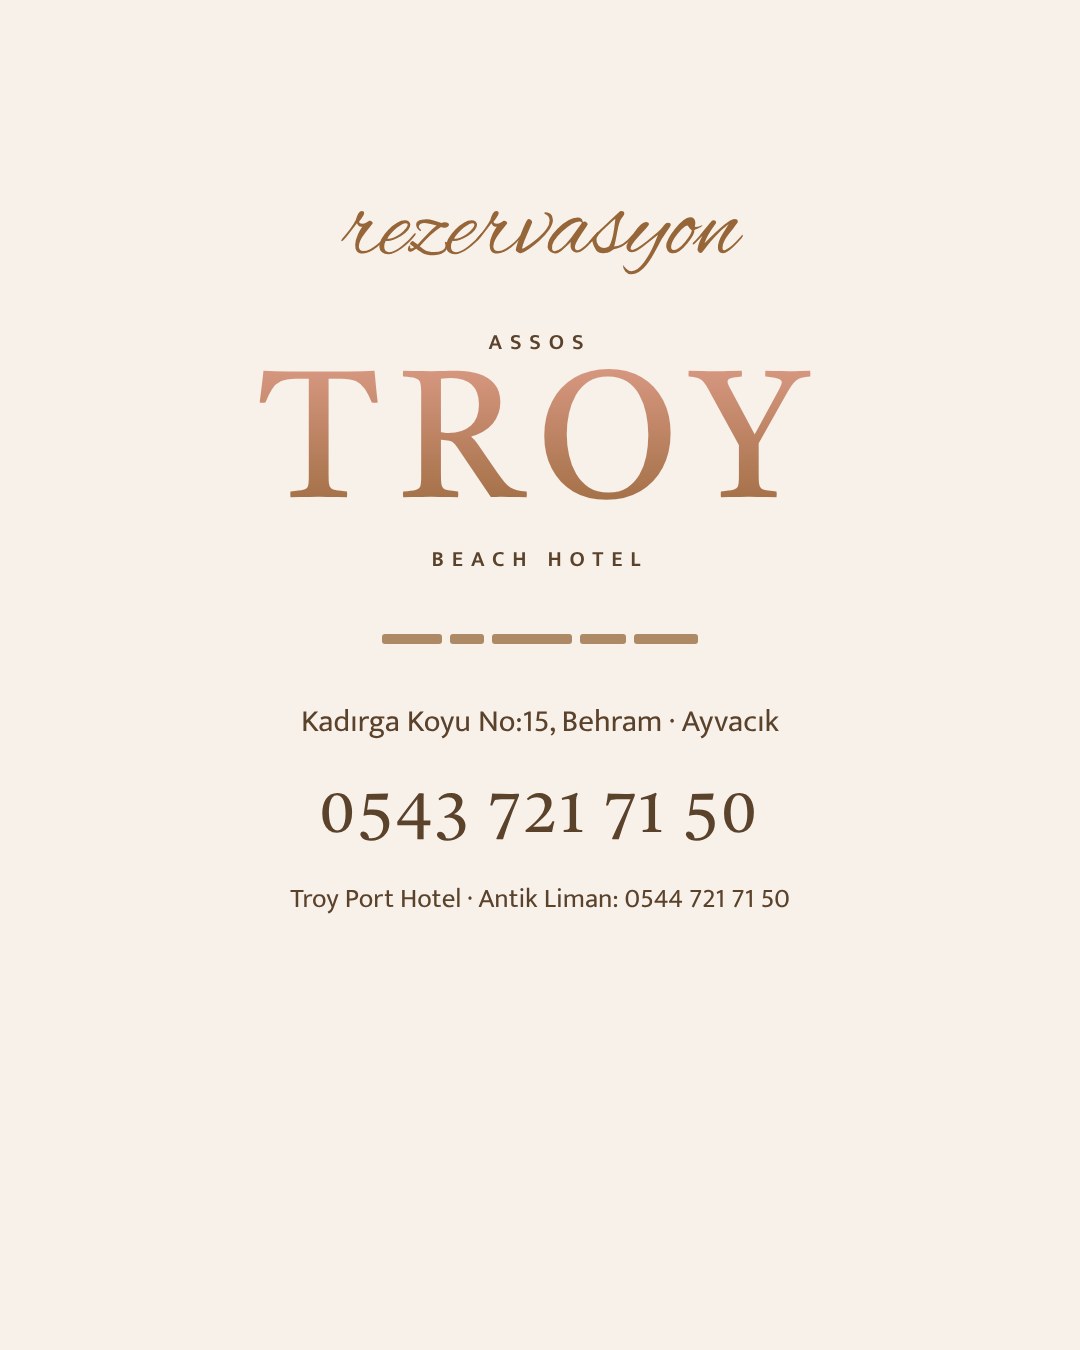 rezervasyon
ASSOS
TROY
BEACH HOTEL
Kadırga Koyu No:15, Behram · Ayvacık
0543 721 71 50
Troy Port Hotel · Antik Liman: 0544 721 71 50